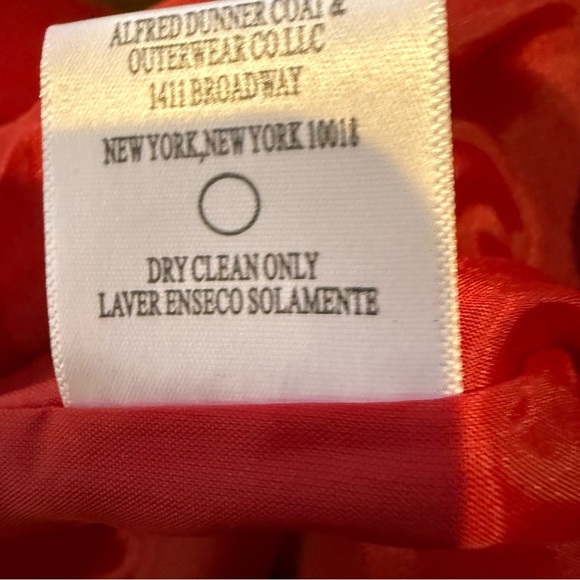 ALFRED DUNNER COAT &
OUTERWEAR CO.LLC
1411 BROADWAY
NEW YORK,NEW YORK 10018
DRY CLEAN ONLY
LAVER ENSECO SOLAMENTE